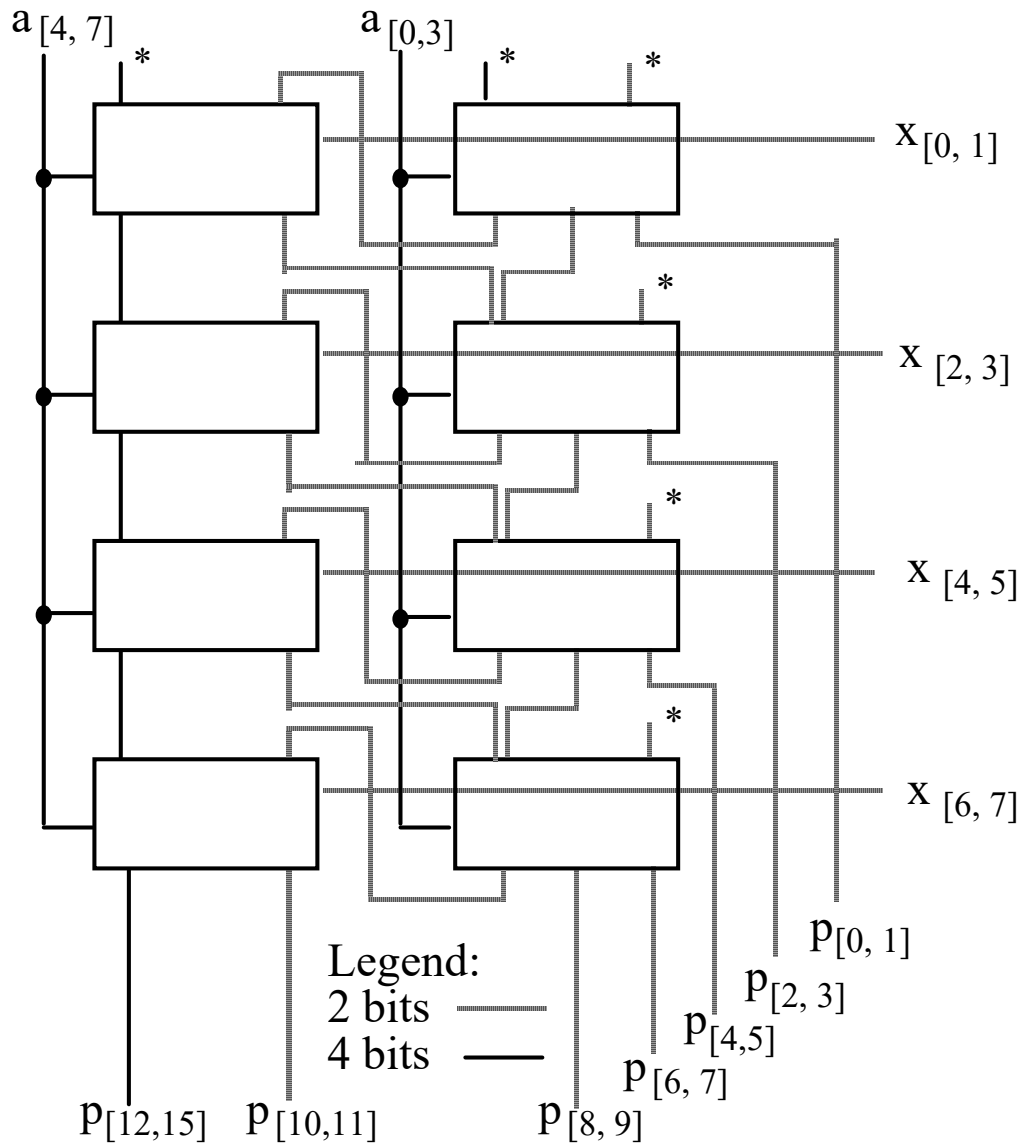 a [4, 7]
a [0,3]
*
*
*
x [0, 1]
*
x [2, 3]
*
x [4, 5]
*
x [6, 7]
p [0, 1]
Legend:
p [2, 3]
2 bits
p [4,5]
4 bits
p [6, 7]
p [12,15]
p [10,11]
p [8, 9]